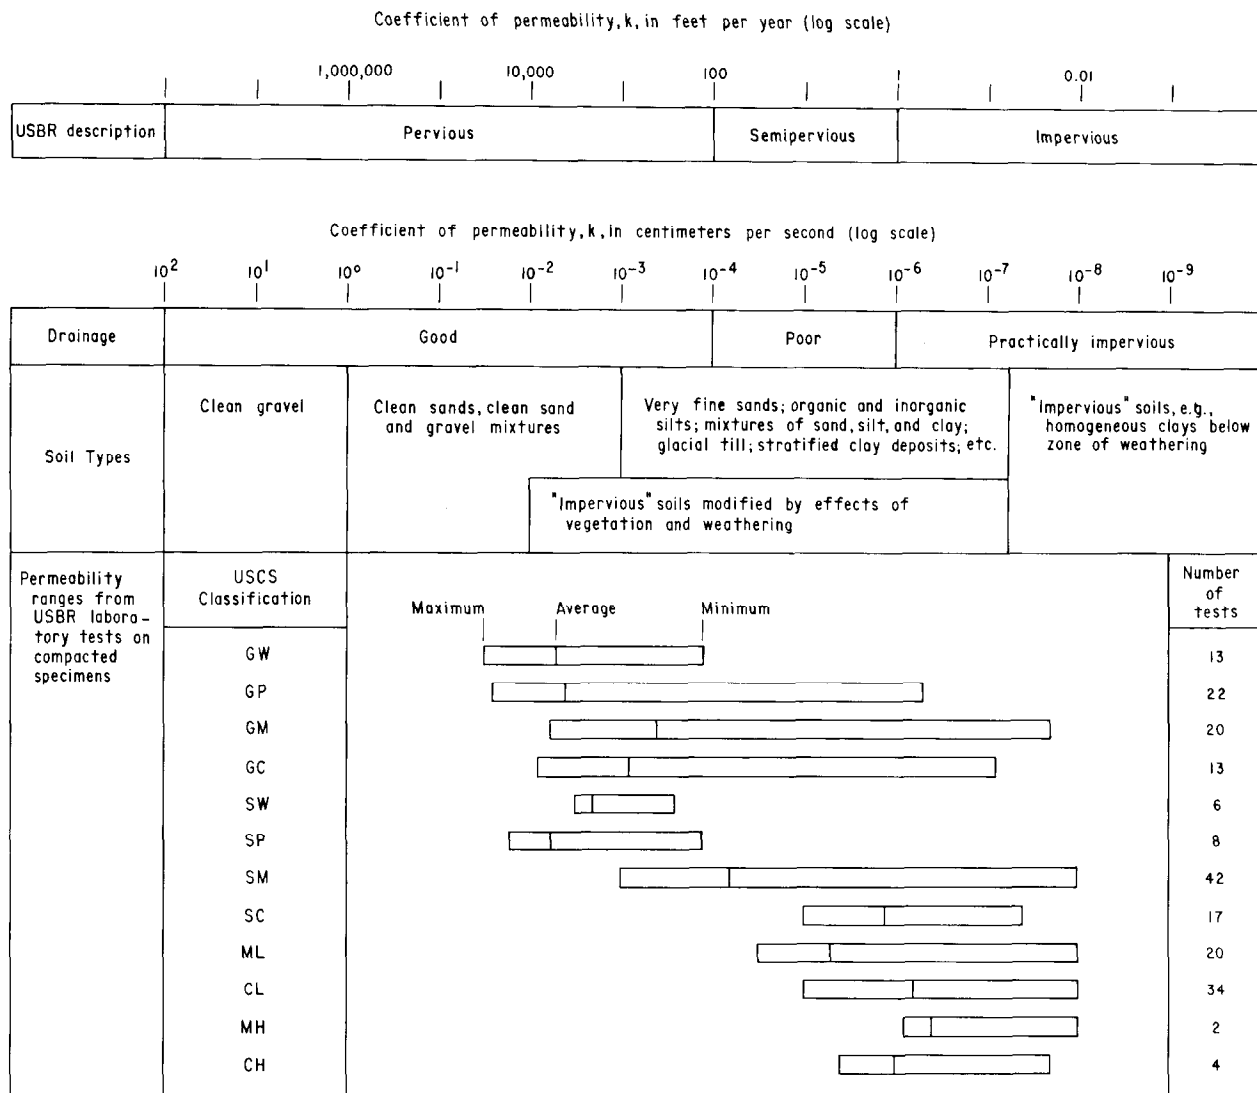 Coefficient of permeability, k, in feet per year (log scale)
1,000,000 10,000 100 1 0.01
USBR description Pervious Semipervious Impervious
Coefficient of permeability, k, in centimeters per second (log scale)
10² 10¹ 10⁰ 10⁻¹ 10⁻² 10⁻³ 10⁻⁴ 10⁻⁵ 10⁻⁶ 10⁻⁷ 10⁻⁸ 10⁻⁹
Drainage Good Poor Practically impervious
Soil Types
Clean gravel
Clean sands, clean sand
and gravel mixtures
Very fine sands; organic and inorganic
silts; mixtures of sand, silt, and clay;
glacial till; stratified clay deposits; etc.
"Impervious" soils, e.g.,
homogeneous clays below
zone of weathering
"Impervious" soils modified by effects of
vegetation and weathering
Permeability
ranges from
USBR labora-
tory tests on
compacted
specimens
USCS
Classification
Maximum Average Minimum
Number
of
tests
GW 13
GP 22
GM 20
GC 13
SW 6
SP 8
SM 42
SC 17
ML 20
CL 34
MH 2
CH 4